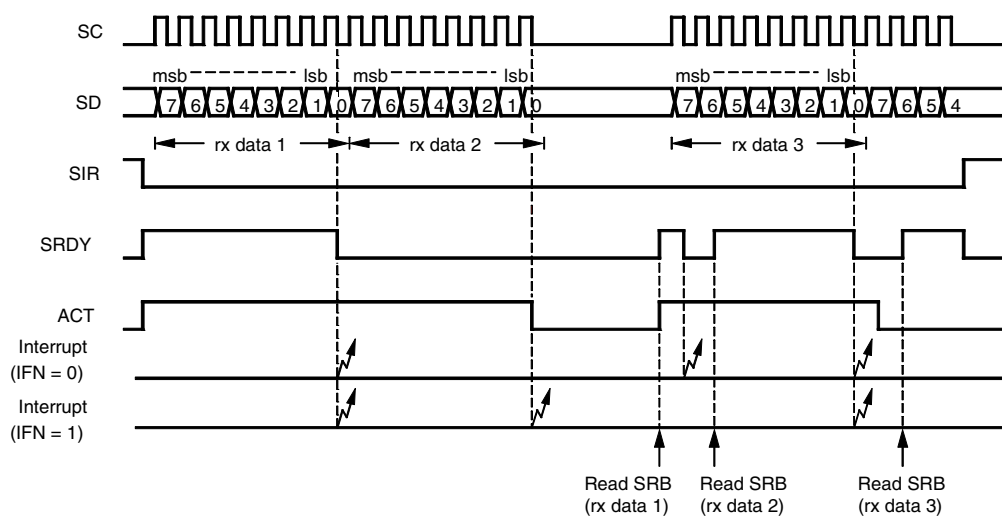 SC
msb lsb msb lsb msb lsb
SD 7 6 5 4 3 2 1 0 7 6 5 4 3 2 1 0 7 6 5 4 3 2 1 0 7 6 5 4
rx data 1 rx data 2 rx data 3
SIR
SRDY
ACT
Interrupt
(IFN = 0)
Interrupt
(IFN = 1)
Read SRB
(rx data 1)
Read SRB
(rx data 2)
Read SRB
(rx data 3)